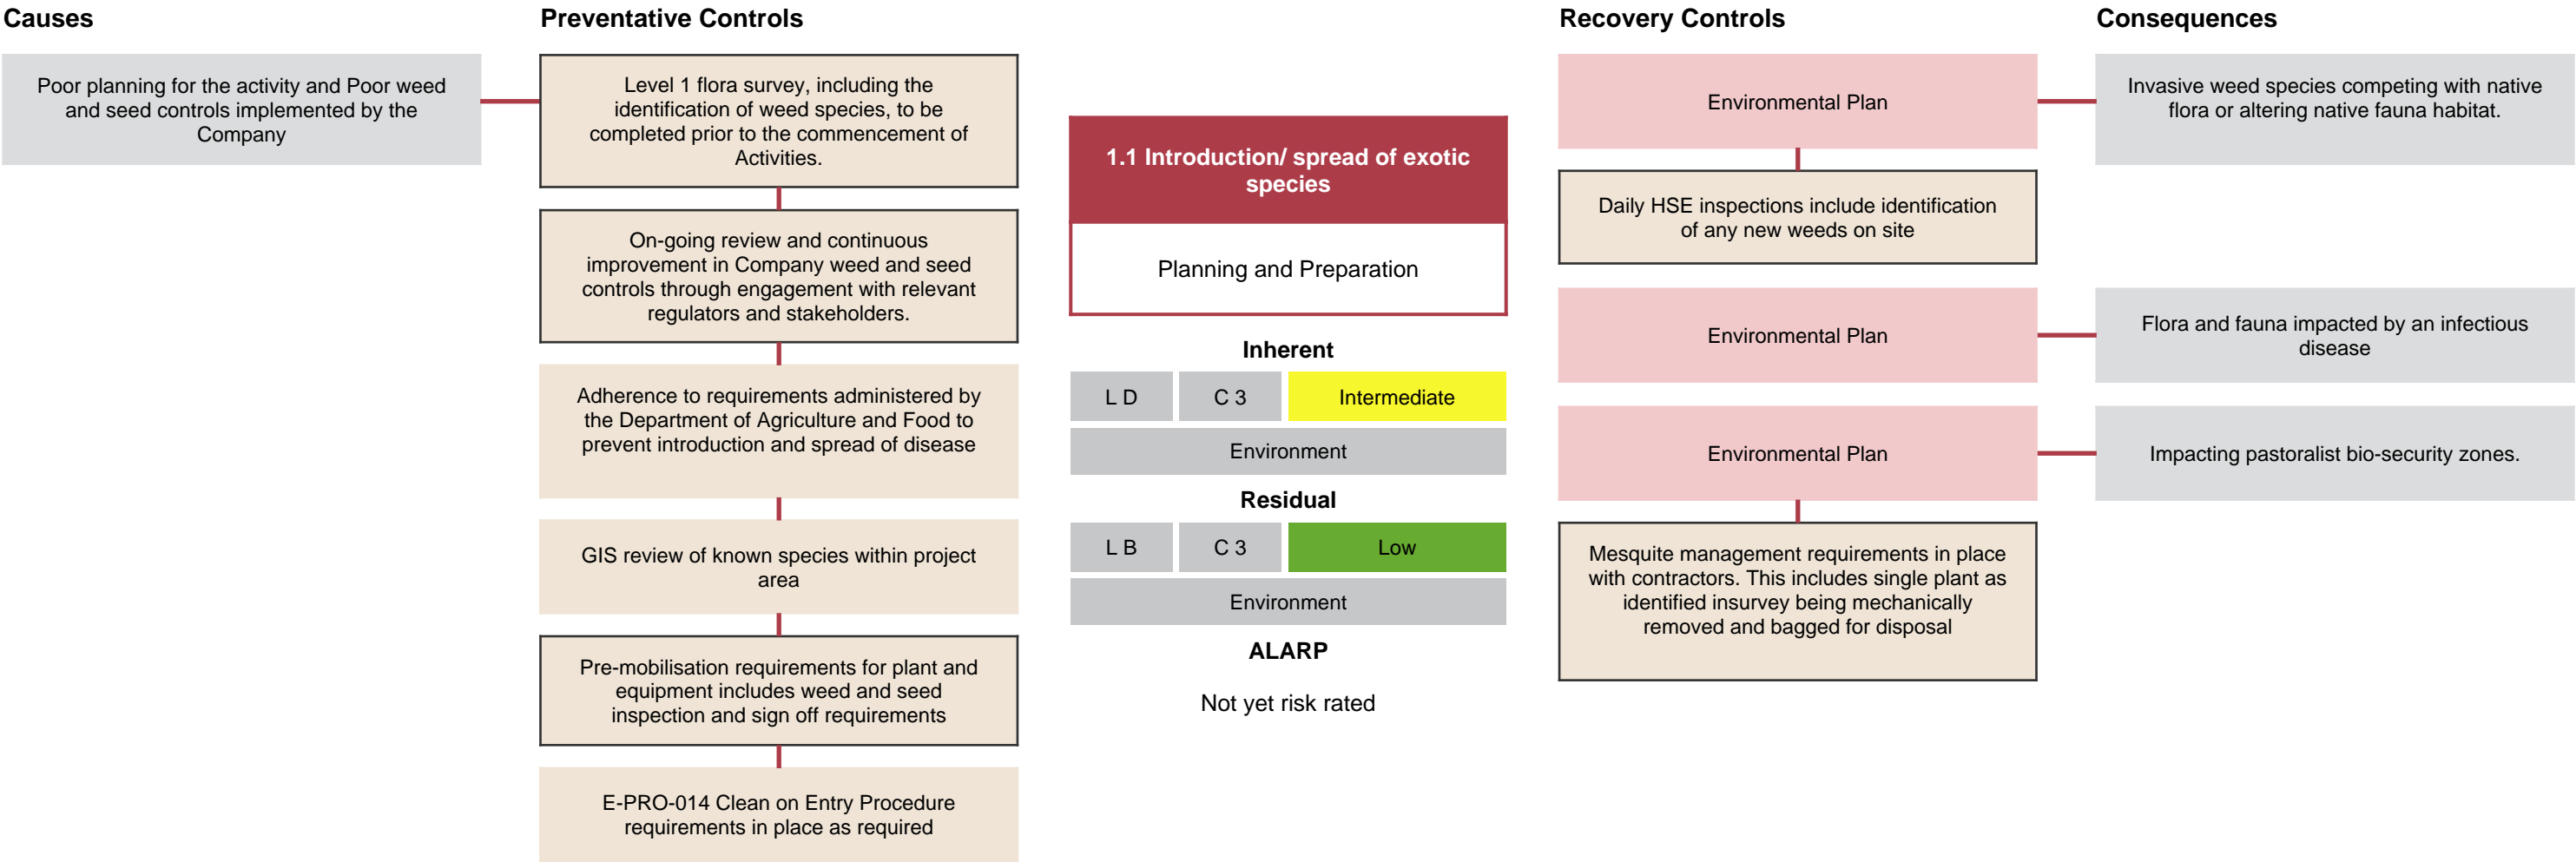 Causes
Preventative Controls
Recovery Controls
Consequences
Poor planning for the activity and Poor weed
and seed controls implemented by the
Company
Level 1 flora survey, including the
identification of weed species, to be
completed prior to the commencement of
Activities.
On-going review and continuous
improvement in Company weed and seed
controls through engagement with relevant
regulators and stakeholders.
Adherence to requirements administered by
the Department of Agriculture and Food to
prevent introduction and spread of disease
GIS review of known species within project
area
Pre-mobilisation requirements for plant and
equipment includes weed and seed
inspection and sign off requirements
E-PRO-014 Clean on Entry Procedure
requirements in place as required
1.1 Introduction/ spread of exotic
species
Planning and Preparation
Inherent
L D
C 3
Intermediate
Environment
Residual
L B
C 3
Low
Environment
ALARP
Not yet risk rated
Environmental Plan
Daily HSE inspections include identification
of any new weeds on site
Environmental Plan
Environmental Plan
Mesquite management requirements in place
with contractors. This includes single plant as
identified insurvey being mechanically
removed and bagged for disposal
Invasive weed species competing with native
flora or altering native fauna habitat.
Flora and fauna impacted by an infectious
disease
Impacting pastoralist bio-security zones.